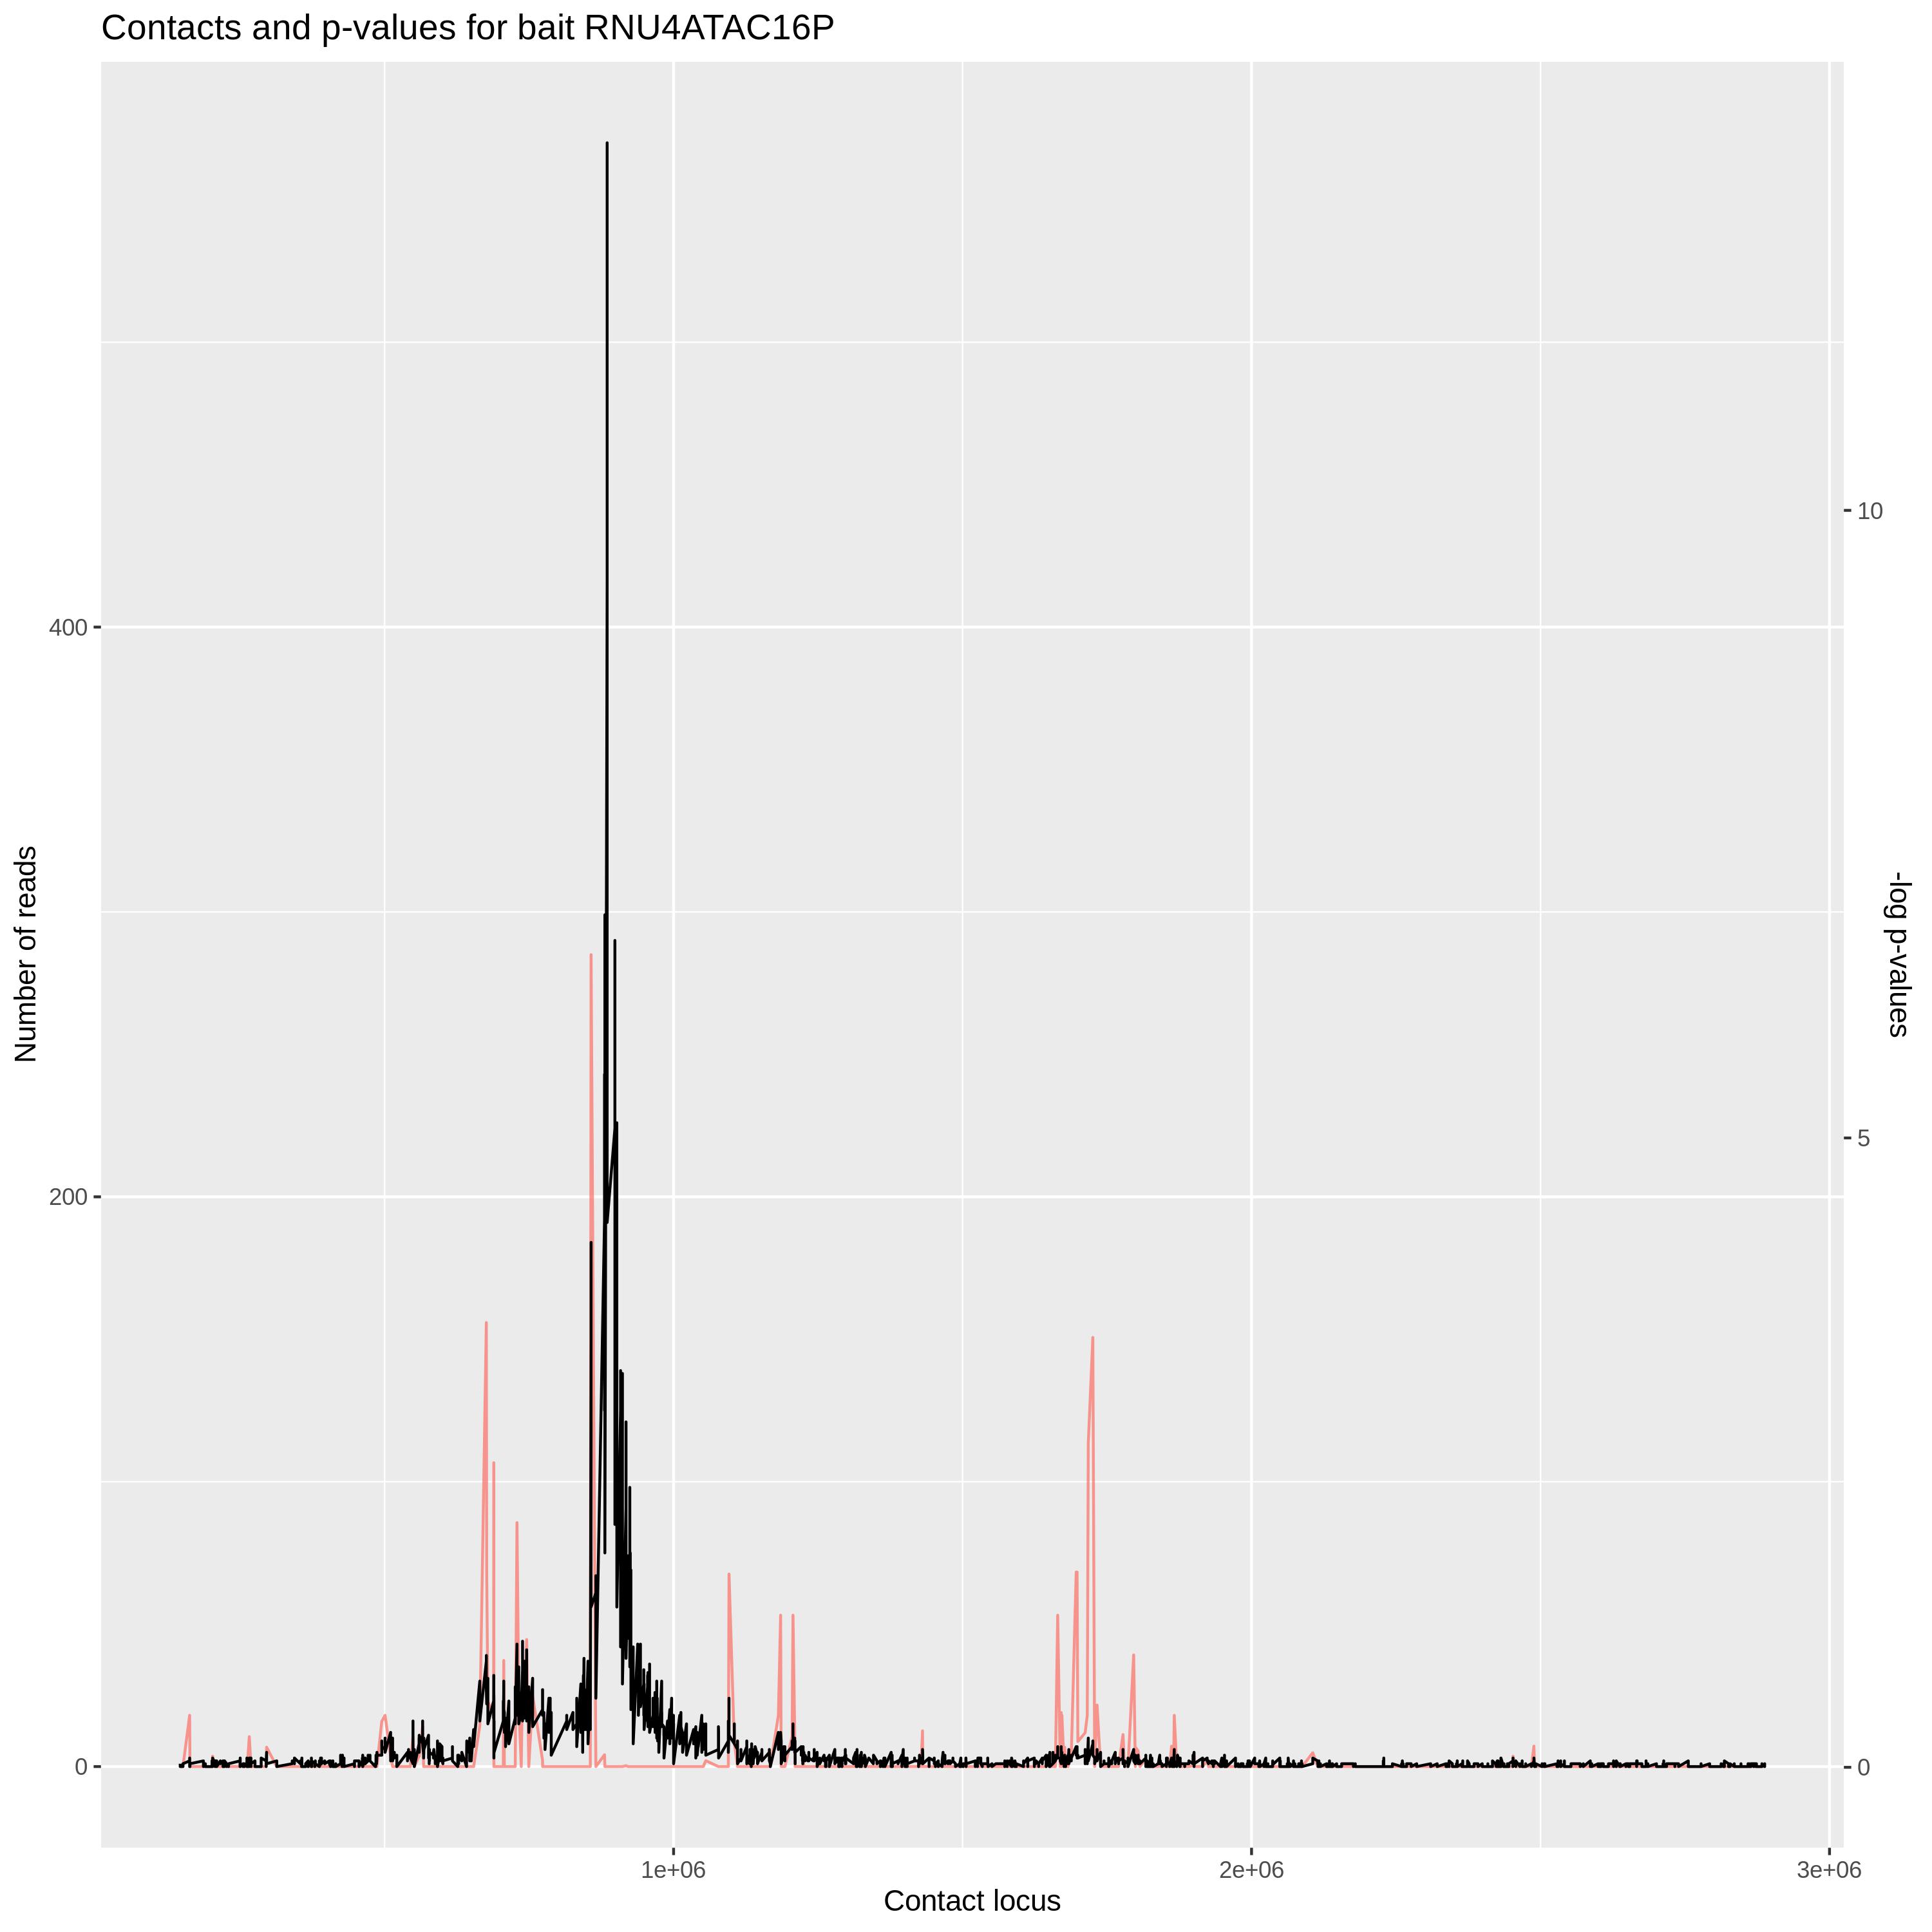 Contacts and p-values for bait RNU4ATAC16P
Number of reads
400
200
0
10
5
0
-log p-values
1e+06
2e+06
3e+06
Contact locus